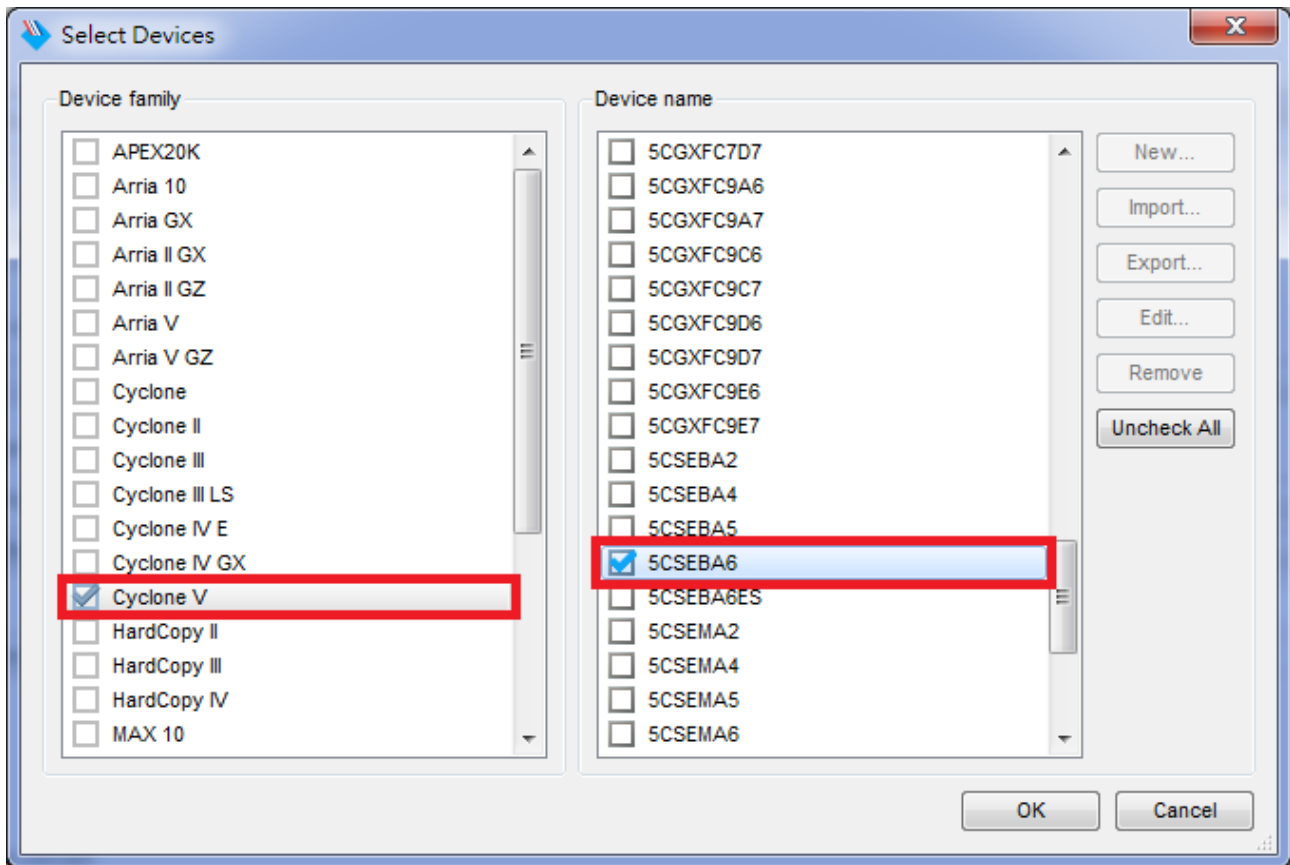 Select Devices
Device family
APEX20K
Arria 10
Arria GX
Arria II GX
Arria II GZ
Arria V
Arria V GZ
Cyclone
Cyclone II
Cyclone III
Cyclone III LS
Cyclone IV E
Cyclone IV GX
Cyclone V
HardCopy II
HardCopy III
HardCopy IV
MAX 10
Device name
5CGXFC7D7
5CGXFC9A6
5CGXFC9A7
5CGXFC9C6
5CGXFC9C7
5CGXFC9D6
5CGXFC9D7
5CGXFC9E6
5CGXFC9E7
5CSEBA2
5CSEBA4
5CSEBA5
5CSEBA6
5CSEBA6ES
5CSEMA2
5CSEMA4
5CSEMA5
5CSEMA6
New...
Import...
Export...
Edit...
Remove
Uncheck All
OK
Cancel